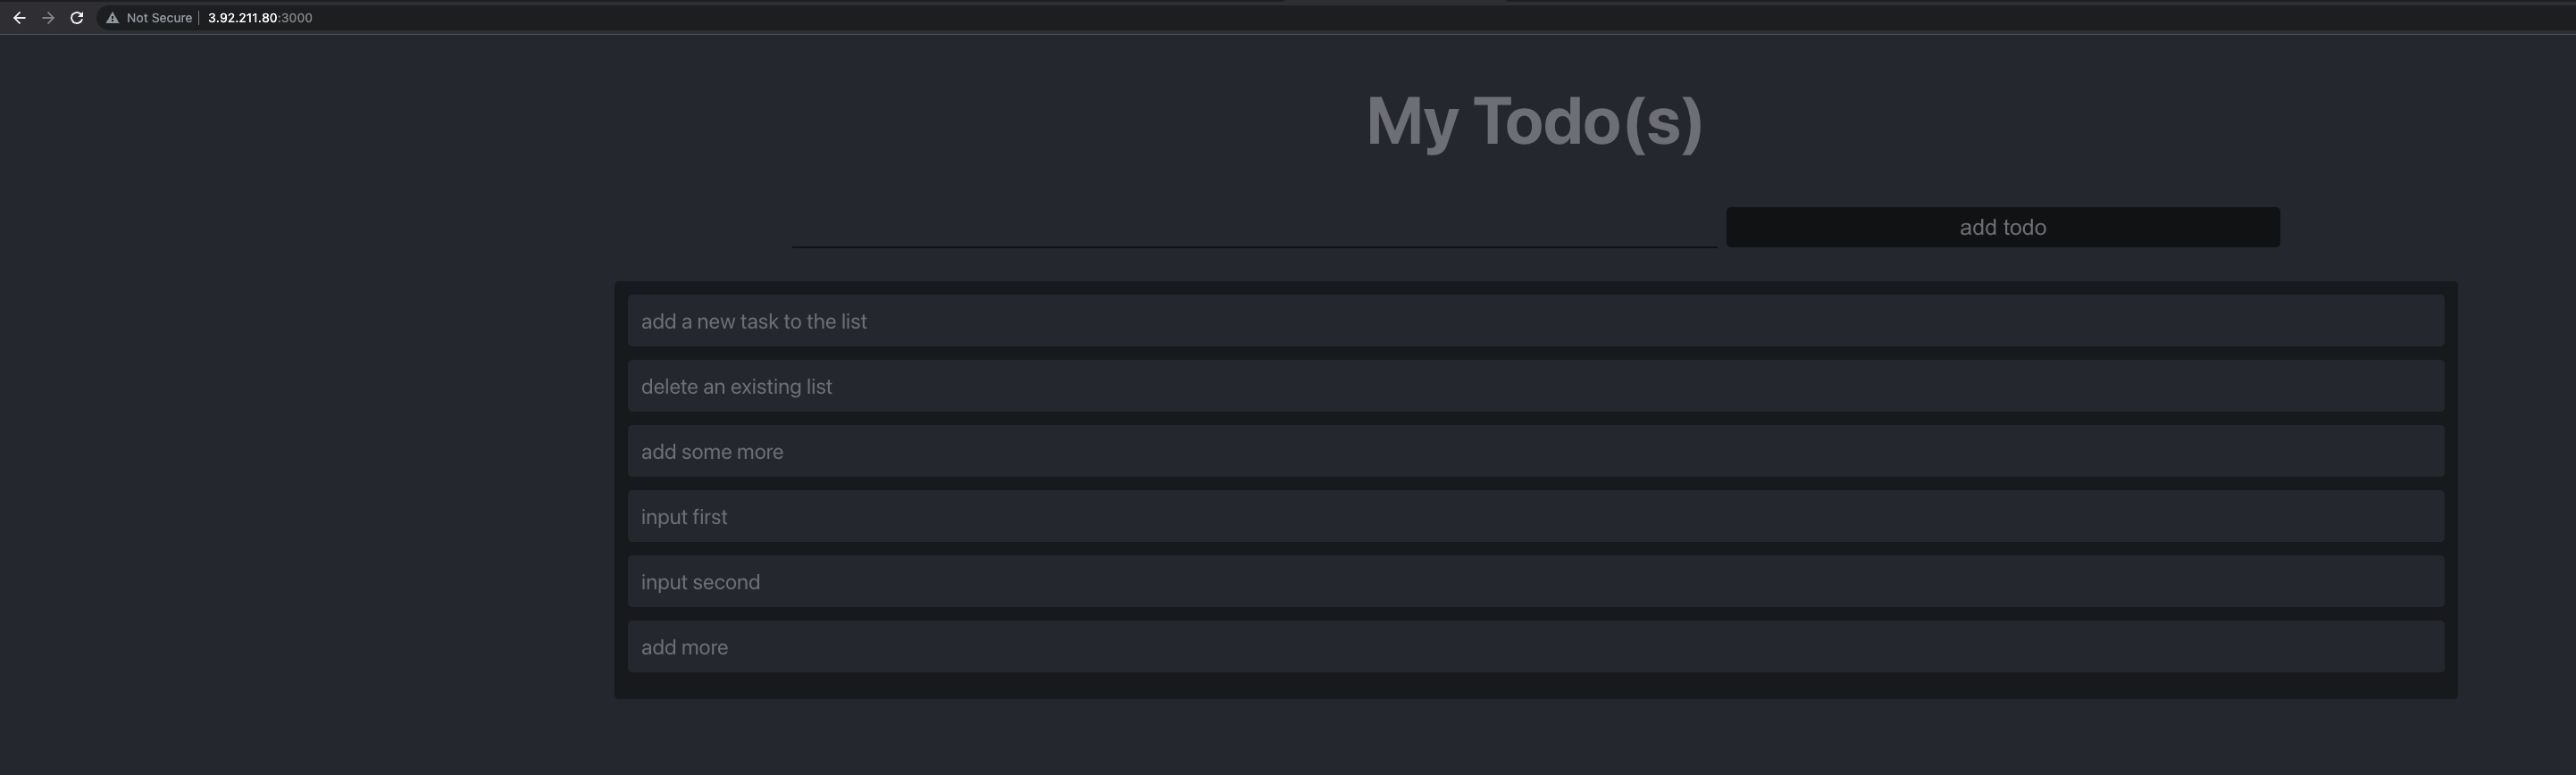 Not Secure | 3.92.211.80:3000
My Todo(s)
add todo
add a new task to the list
delete an existing list
add some more
input first
input second
add more